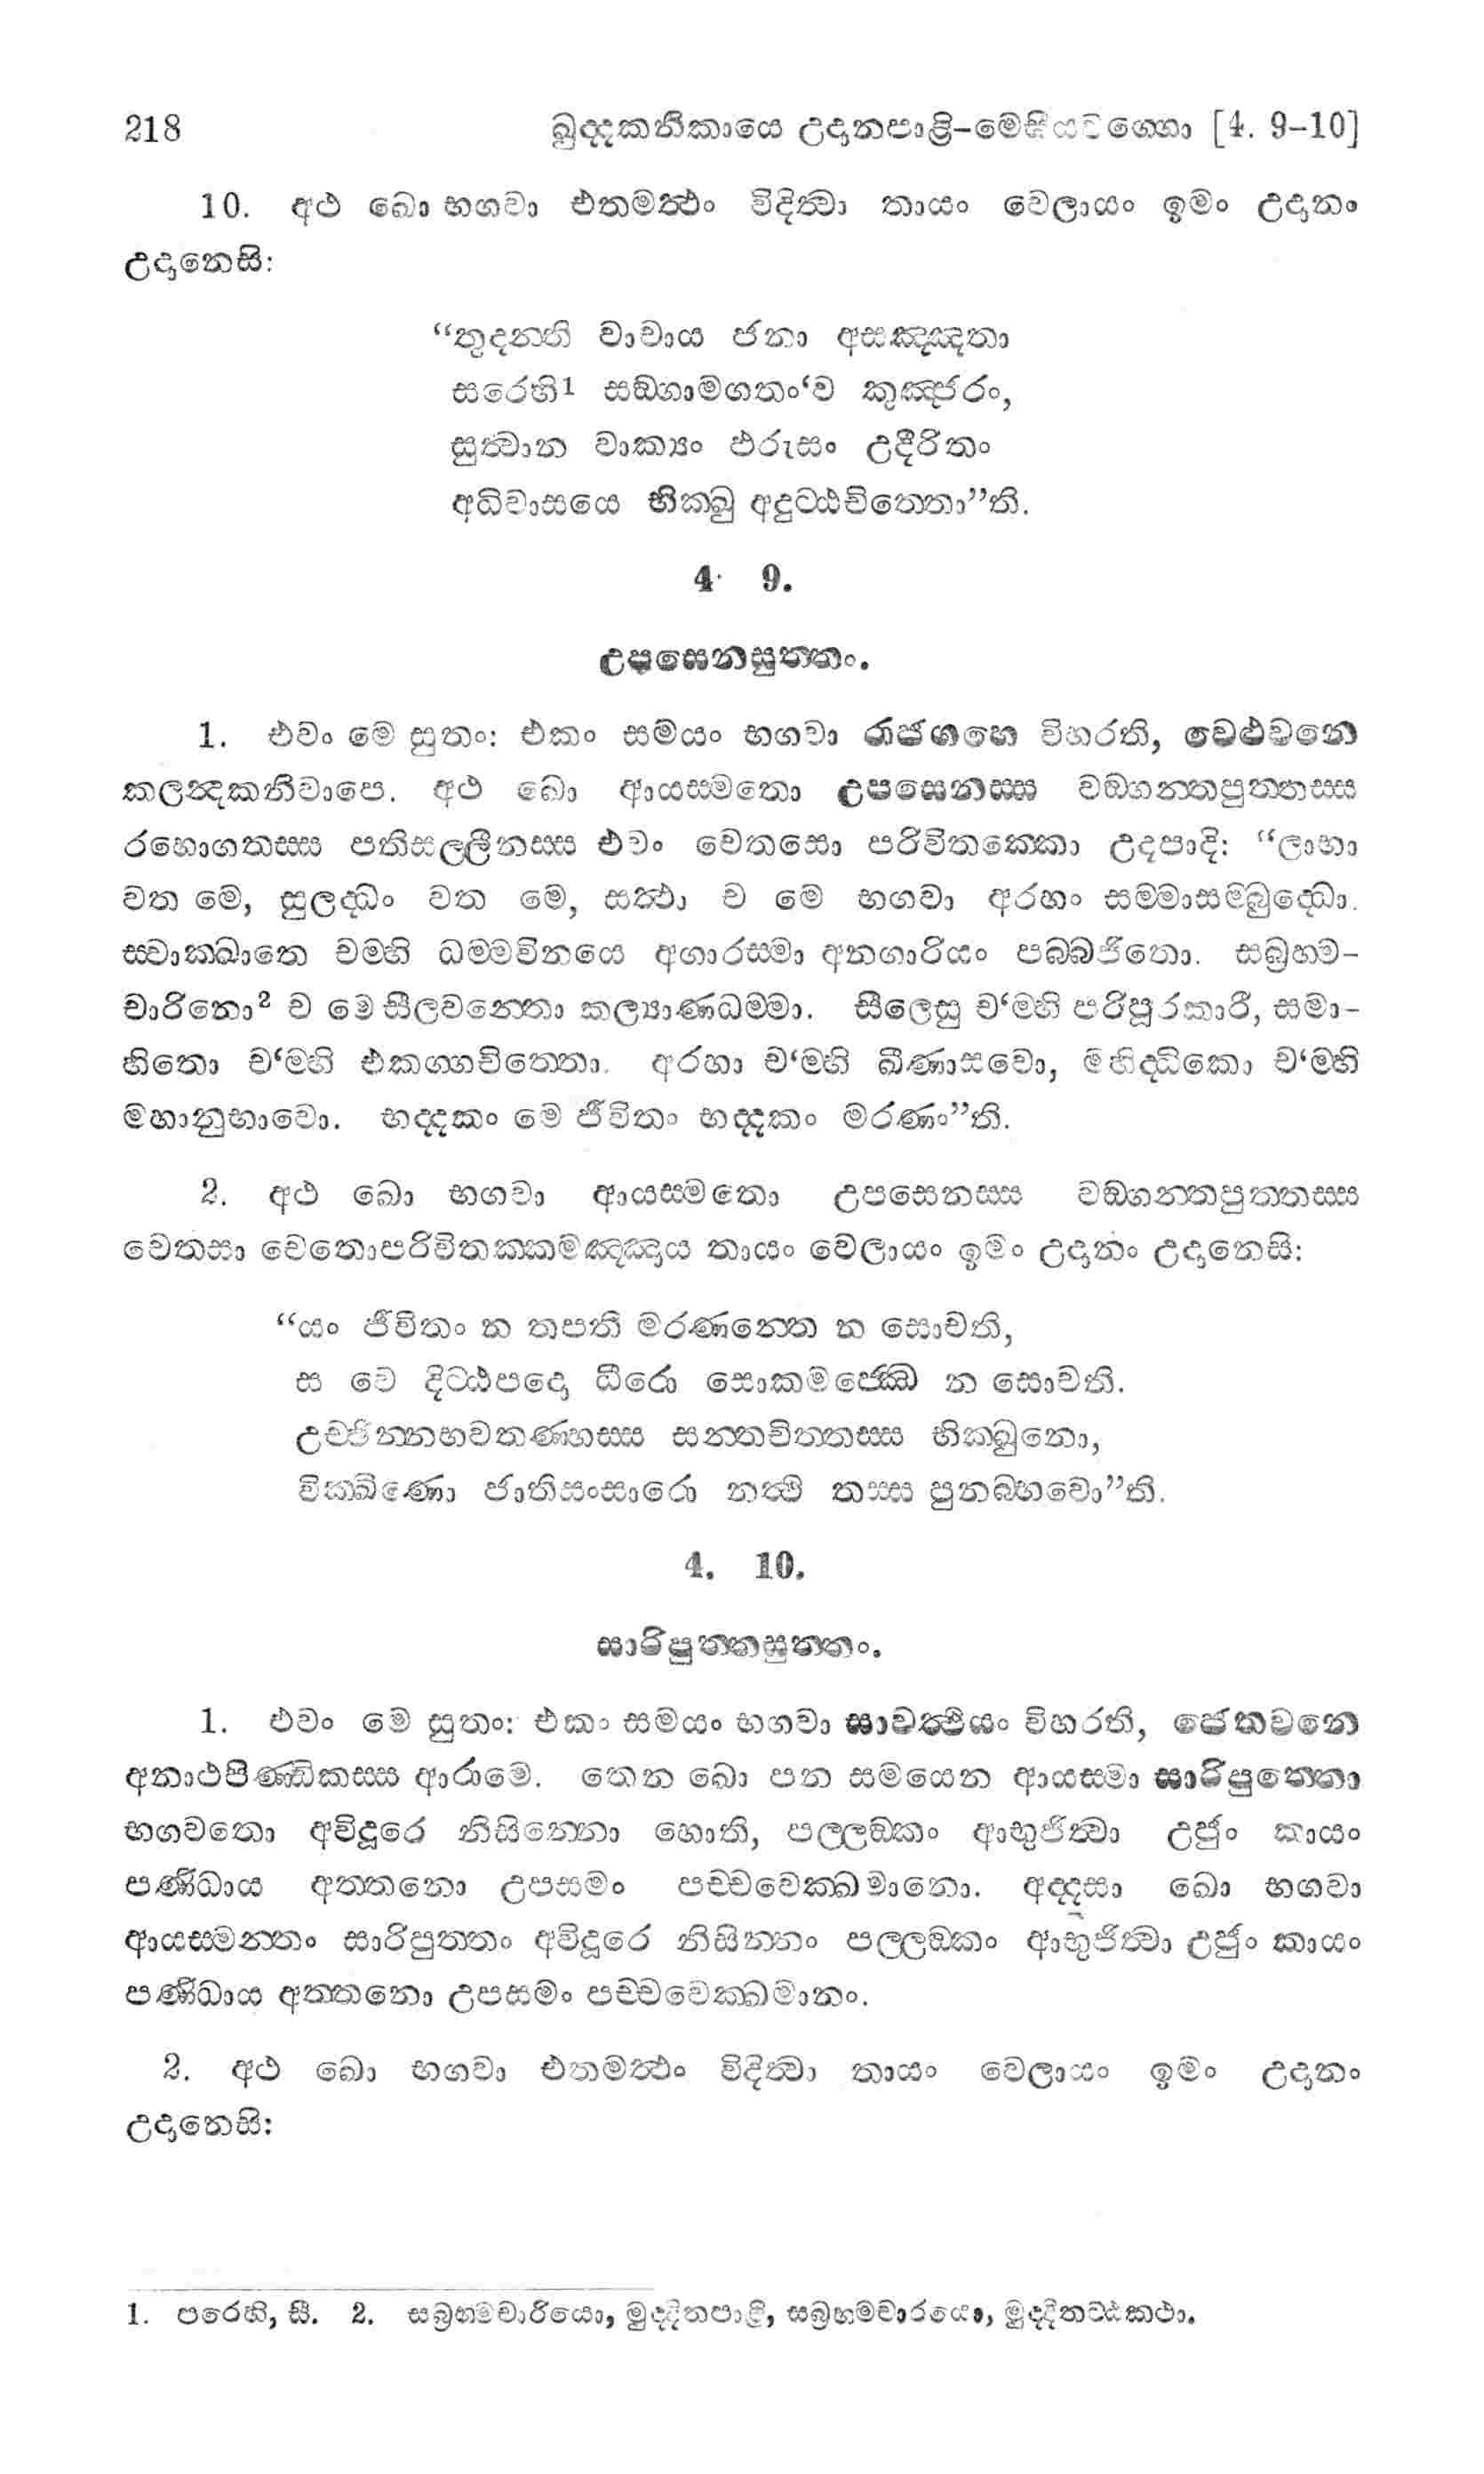 218 ඛුද්දකනිකායෙ උදානපාළි–මෙඝියවග්ගො [4. 9–10]
10. අථ ඛො භගවා එතමත්ථං විදිත්වා තායං වෙලායං ඉමං උදානං
උදානෙසි:
“තුදන්ති වාචාය ජනා අසඤ්ඤතා
සරෙහි1 සඞ්ගාමගතං‘ව කුඤ්ජරං,
සුත්වාන වාක්‍යං ඵරුසං උදීරිතං
අධිවාසයෙ භික්ඛු අදුට්ඨචිත්තො”ති.
4. 9.
උපසෙනසුත්තං.
1. එවං මෙ සුතං: එකං සමයං භගවා රාජගහෙ විහරති, වෙළුවනෙ
කලන්‍දකනිවාපෙ. අථ ඛො ආයස්මතො උපසෙනස්ස වඞ්ගන්තපුත්තස්ස
රහොගතස්ස පතිසල්ලීනස්ස එවං චෙතසො පරිවිතක්කො උදපාදි: “ලාභා
වත මෙ, සුලද්ධං වත මෙ, සත්ථා ච මෙ භගවා අරහං සම්මාසම්බුද්ධො.
ස්වාක්ඛාතෙ චම්හි ධම්මවිනයෙ අගාරස්මා අනගාරියං පබ්බජිතො. සබ්‍රහ්ම-
චාරිනො2 ච මෙ සීලවන්තො කල්‍යාණධම්මා. සීලෙසු ච‘ම්හි පරිපූරකාරී, සමා-
හිතො ච‘ම්හි එකග්ගචිත්තො. අරහා ච‘ම්හි ඛීණාසවො, මහිද්ධිකො ච‘ම්හි
මහානුභාවො. භද්දකං මෙ ජීවිතං භද්දකං මරණං”ති.
2. අථ ඛො භගවා ආයස්මතො උපසෙනස්ස වඞ්ගන්තපුත්තස්ස
චෙතසා චෙතොපරිවිතක්කමඤ්ඤාය තායං වෙලායං ඉමං උදානං උදානෙසි:
“යං ජීවිතං න තපති මරණන්තෙ න සොචති,
ස වෙ දිට්ඨපදො ධීරො සොකමජ්ඣෙ න සොචති.
උච්ඡින්නභවතණ්හස්ස සන්තචිත්තස්ස භික්ඛුනො,
වික්ඛීණො ජාතිසංසාරො නත්ථි තස්ස පුනබ්භවො”ති.
4. 10.
සාරිපුත්තසුත්තං.
1. එවං මෙ සුතං: එකං සමයං භගවා සාවත්ථියං විහරති, ජෙතවනෙ
අනාථපිණ්ඩිකස්ස ආරාමෙ. තෙන ඛො පන සමයෙන ආයස්මා සාරිපුත්තො
භගවතො අවිදූරෙ නිසින්නො හොති, පල්ලඞ්කං ආභුජිත්වා උජුං කායං
පණිධාය අත්තනො උපසමං පච්චවෙක්ඛමානො. අද්දසා ඛො භගවා
ආයස්මන්තං සාරිපුත්තං අවිදූරෙ නිසින්නං පල්ලඞ්කං ආභුජිත්වා උජුං කායං
පණිධාය අත්තනො උපසමං පච්චවෙක්ඛමානං.
2. අථ ඛො භගවා එතමත්ථං විදිත්වා තායං වෙලායං ඉමං උදානං
උදානෙසි:
1. පරෙහි, සී. 2. සබ්‍රහ්මචාරියො, මුද්දිතපාළි, සබ්‍රහ්මචාරයො, මුද්දිතට්ඨකථා.